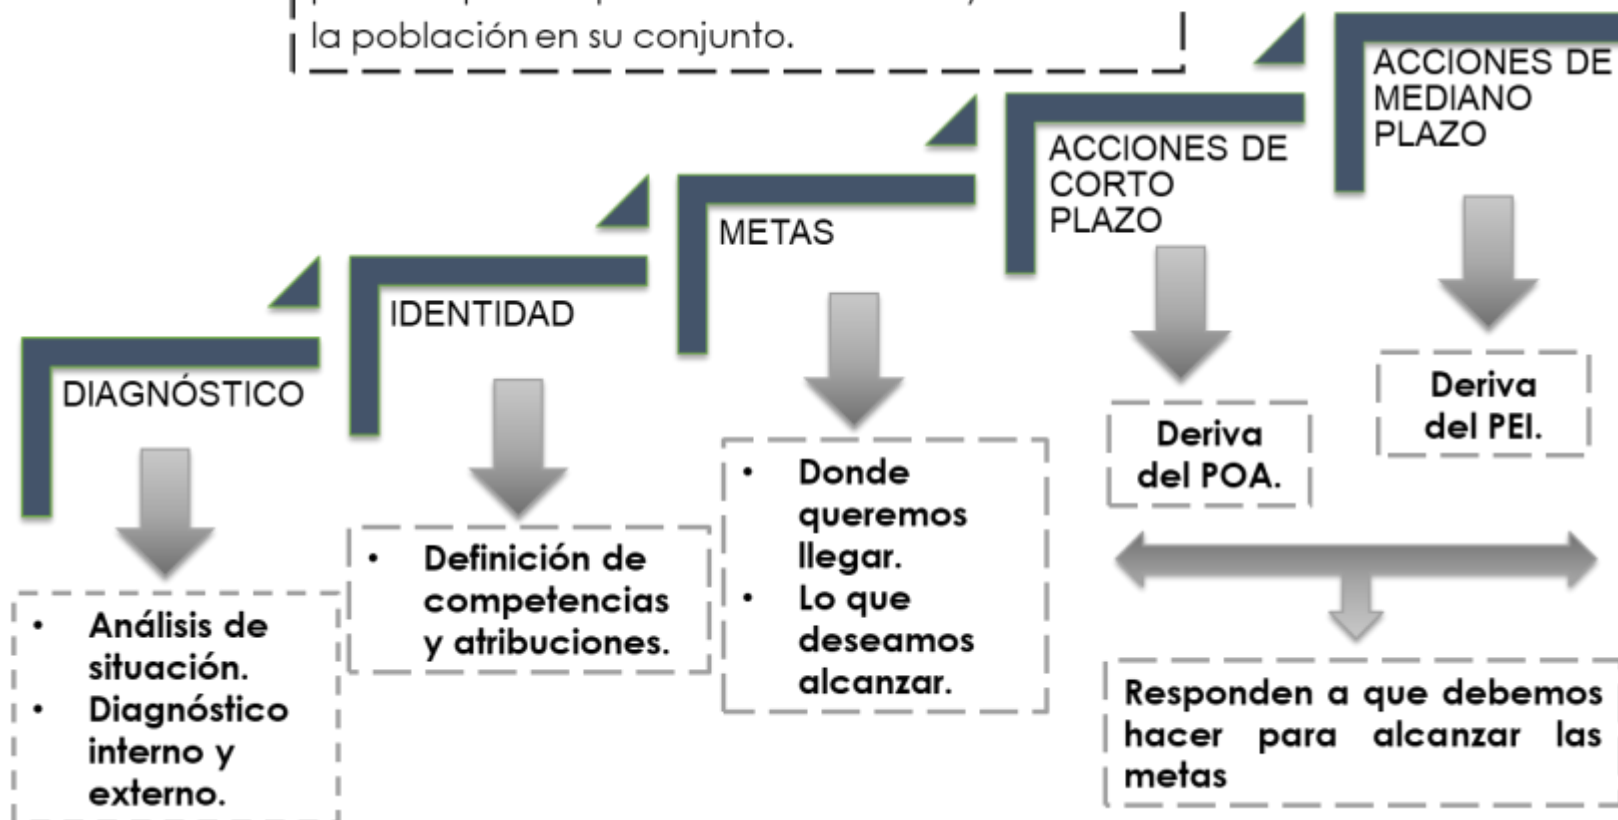 la población en su conjunto.
ACCIONES DE
MEDIANO
PLAZO
ACCIONES DE
CORTO
PLAZO
METAS
IDENTIDAD
DIAGNÓSTICO
Deriva
del PEI.
Deriva
del POA.
• Donde
queremos
llegar.
• Lo que
deseamos
alcanzar.
• Definición de
competencias
y atribuciones.
• Análisis de
situación.
• Diagnóstico
interno y
externo.
Responden a que debemos
hacer para alcanzar las
metas